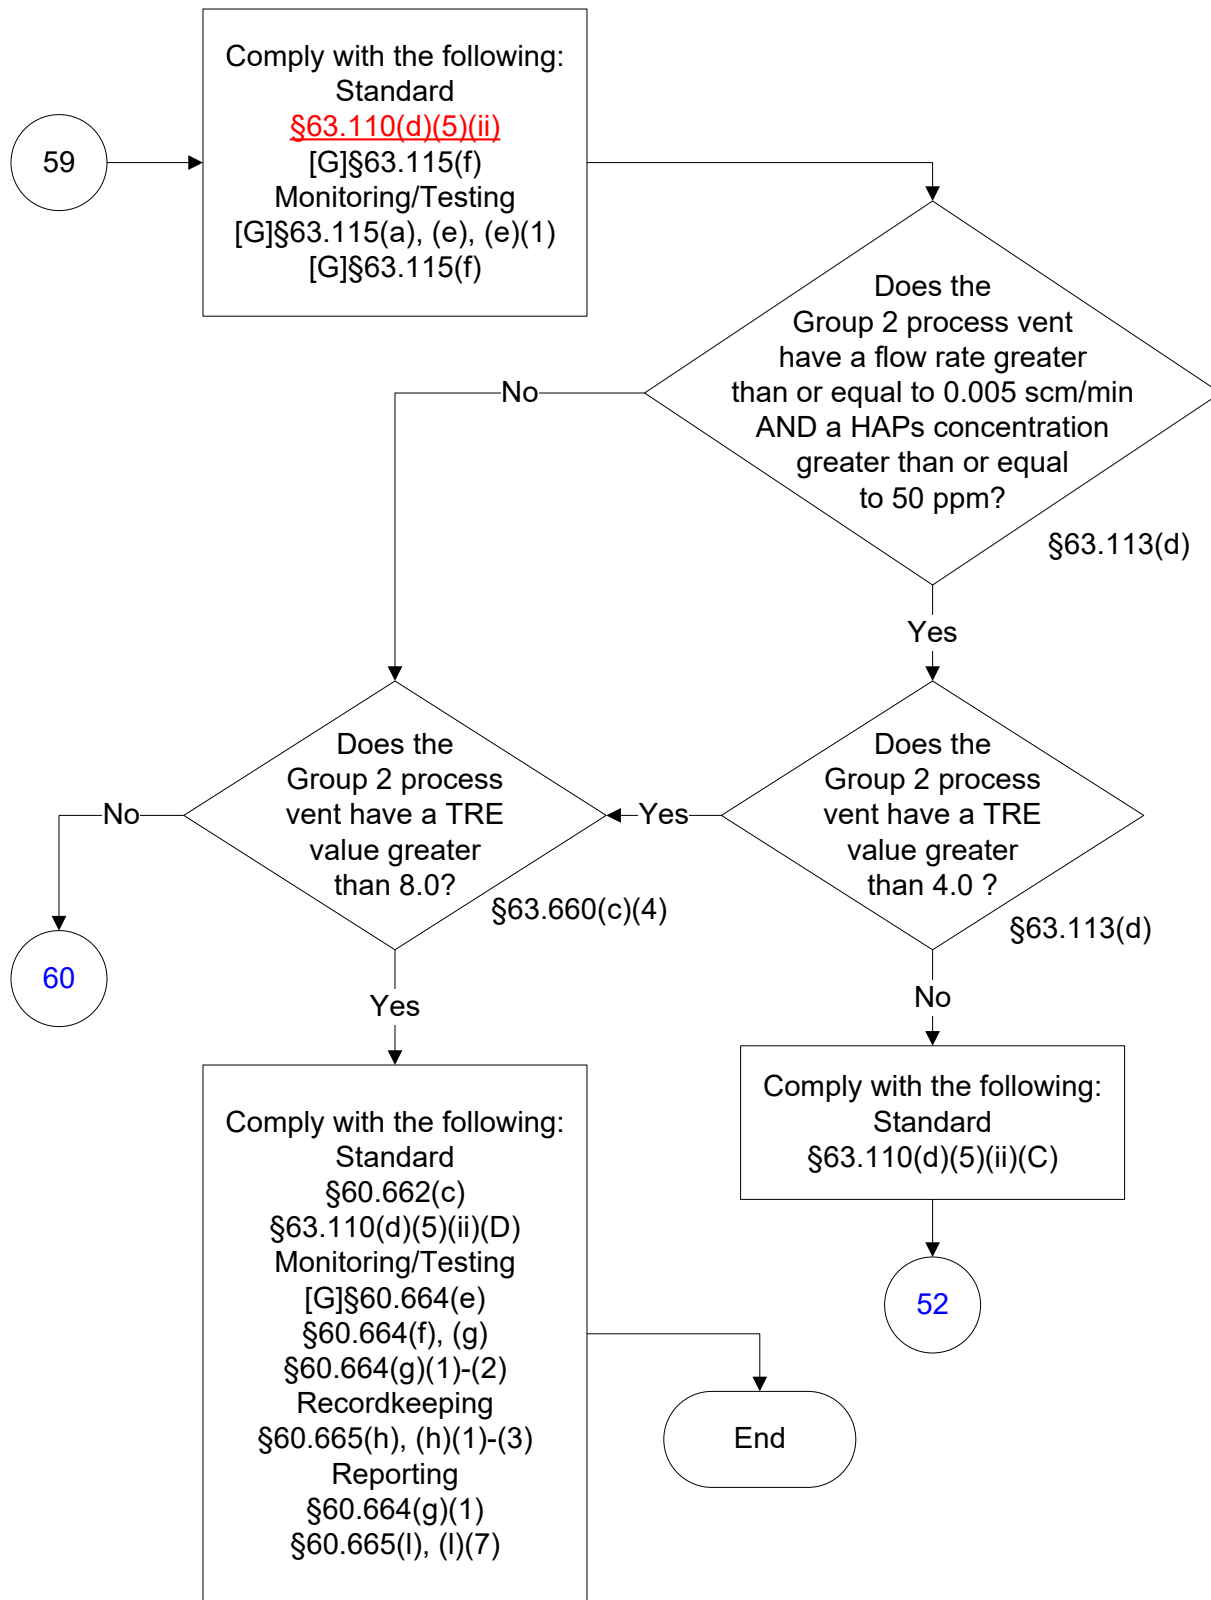 59
Comply with the following:
Standard
§63.110(d)(5)(ii)
[G]§63.115(f)
Monitoring/Testing
[G]§63.115(a), (e), (e)(1)
[G]§63.115(f)
Does the
Group 2 process vent
have a flow rate greater
than or equal to 0.005 scm/min
AND a HAPs concentration
greater than or equal
to 50 ppm?
§63.113(d)
No
Yes
Does the
Group 2 process
vent have a TRE
value greater
than 8.0?
§63.660(c)(4)
No
Yes
Does the
Group 2 process
vent have a TRE
value greater
than 4.0 ?
§63.113(d)
Yes
No
60
Comply with the following:
Standard
§60.662(c)
§63.110(d)(5)(ii)(D)
Monitoring/Testing
[G]§60.664(e)
§60.664(f), (g)
§60.664(g)(1)-(2)
Recordkeeping
§60.665(h), (h)(1)-(3)
Reporting
§60.664(g)(1)
§60.665(l), (l)(7)
Comply with the following:
Standard
§63.110(d)(5)(ii)(C)
52
End